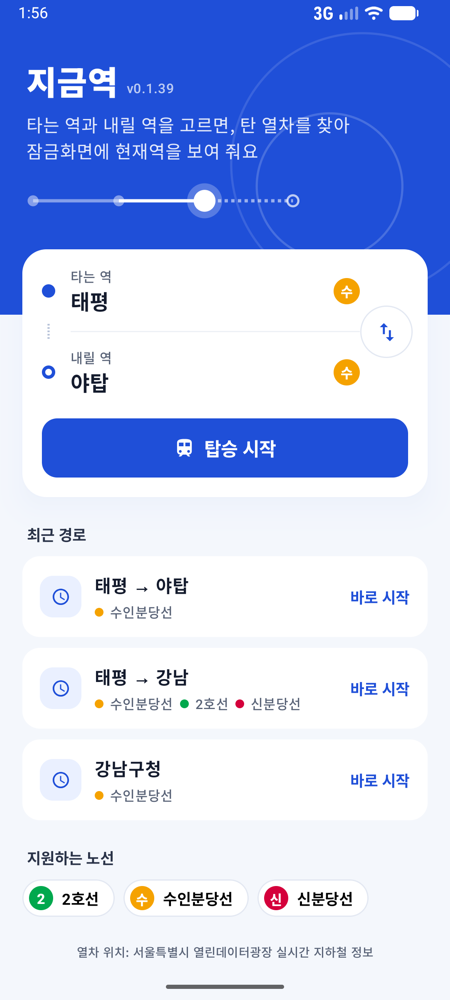 1:56 3G
지금역 v0.1.39
타는 역과 내릴 역을 고르면, 탄 열차를 찾아
잠금화면에 현재역을 보여 줘요
타는 역
태평 수
내릴 역
야탑 수
탑승 시작
최근 경로
태평 → 야탑
수인분당선
바로 시작
태평 → 강남
수인분당선 2호선 신분당선
바로 시작
강남구청
수인분당선
바로 시작
지원하는 노선
2 2호선 수 수인분당선 신 신분당선
열차 위치: 서울특별시 열린데이터광장 실시간 지하철 정보